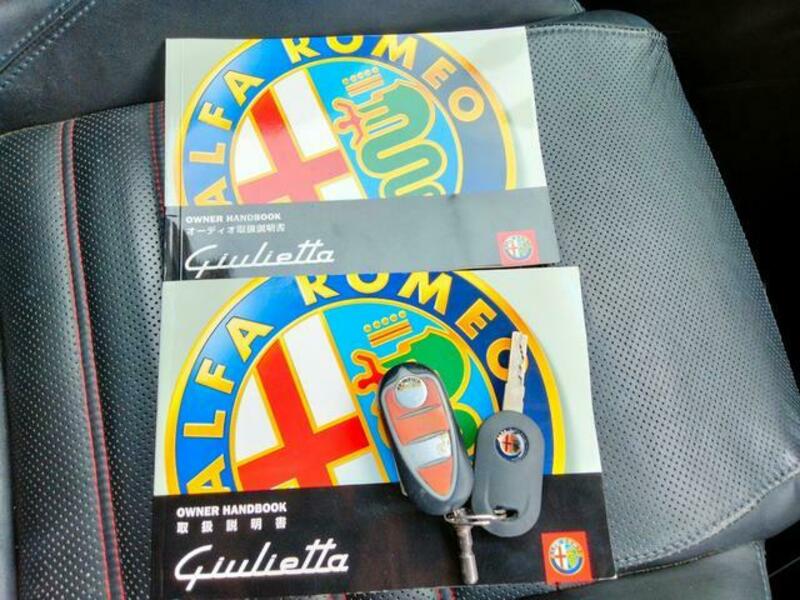 ALFA ROMEO
OWNER HANDBOOK
オーディオ取扱説明書
Giulietta
ALFA ROMEO
OWNER HANDBOOK
取扱説明書
Giulietta